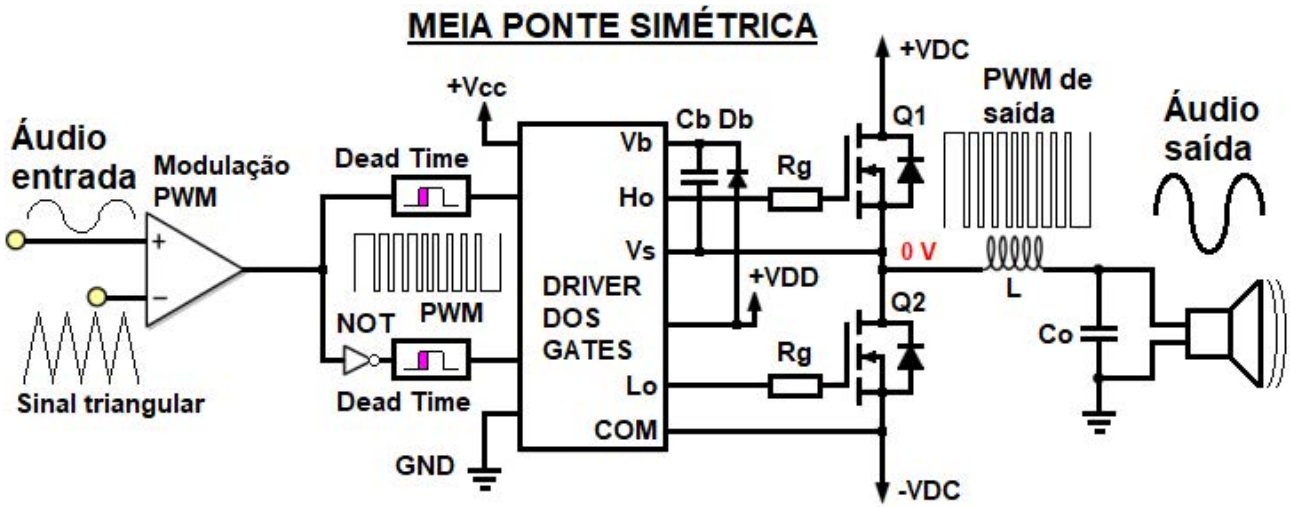 MEIA PONTE SIMÉTRICA
Áudio
entrada
+
−
Sinal triangular
Modulação
PWM
Dead Time
PWM
NOT
Dead Time
+Vcc
GND
Vb
Ho
Vs
DRIVER
DOS
GATES
Lo
COM
Cb Db
+VDD
Rg
Rg
+VDC
Q1
0 V
Q2
-VDC
PWM de
saída
L
Co
Áudio
saída